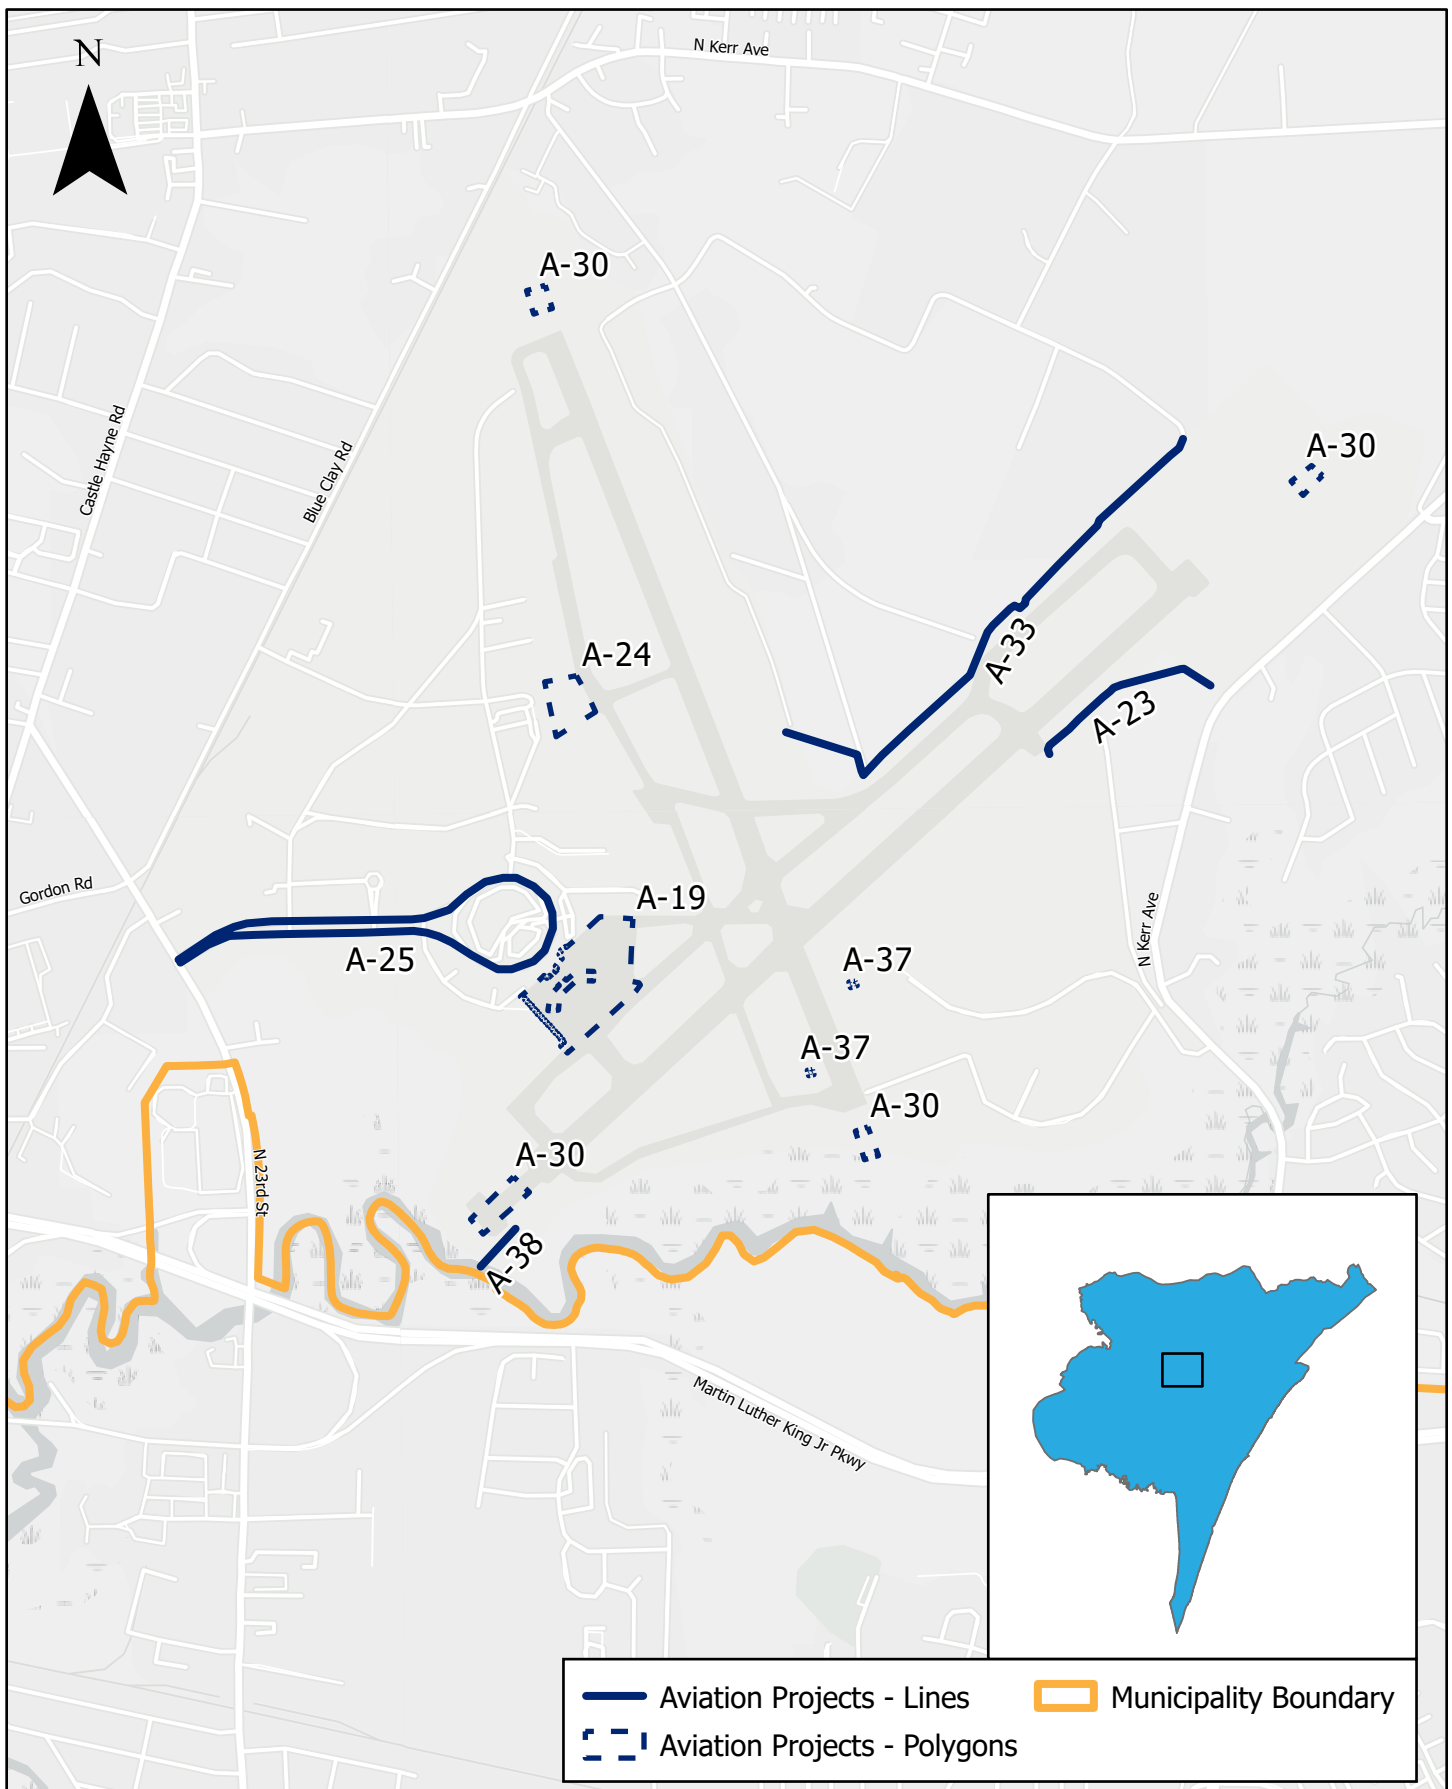 N
N Kerr Ave
A-30
A-30
Castle Hayne Rd
Blue Clay Rd
A-33
A-24
A-23
Gordon Rd
A-19
N Kerr Ave
A-25
A-37
A-37
A-30
A-30
N 23rd St
A-38
Martin Luther King Jr Pkwy
Aviation Projects - Lines
Municipality Boundary
Aviation Projects - Polygons